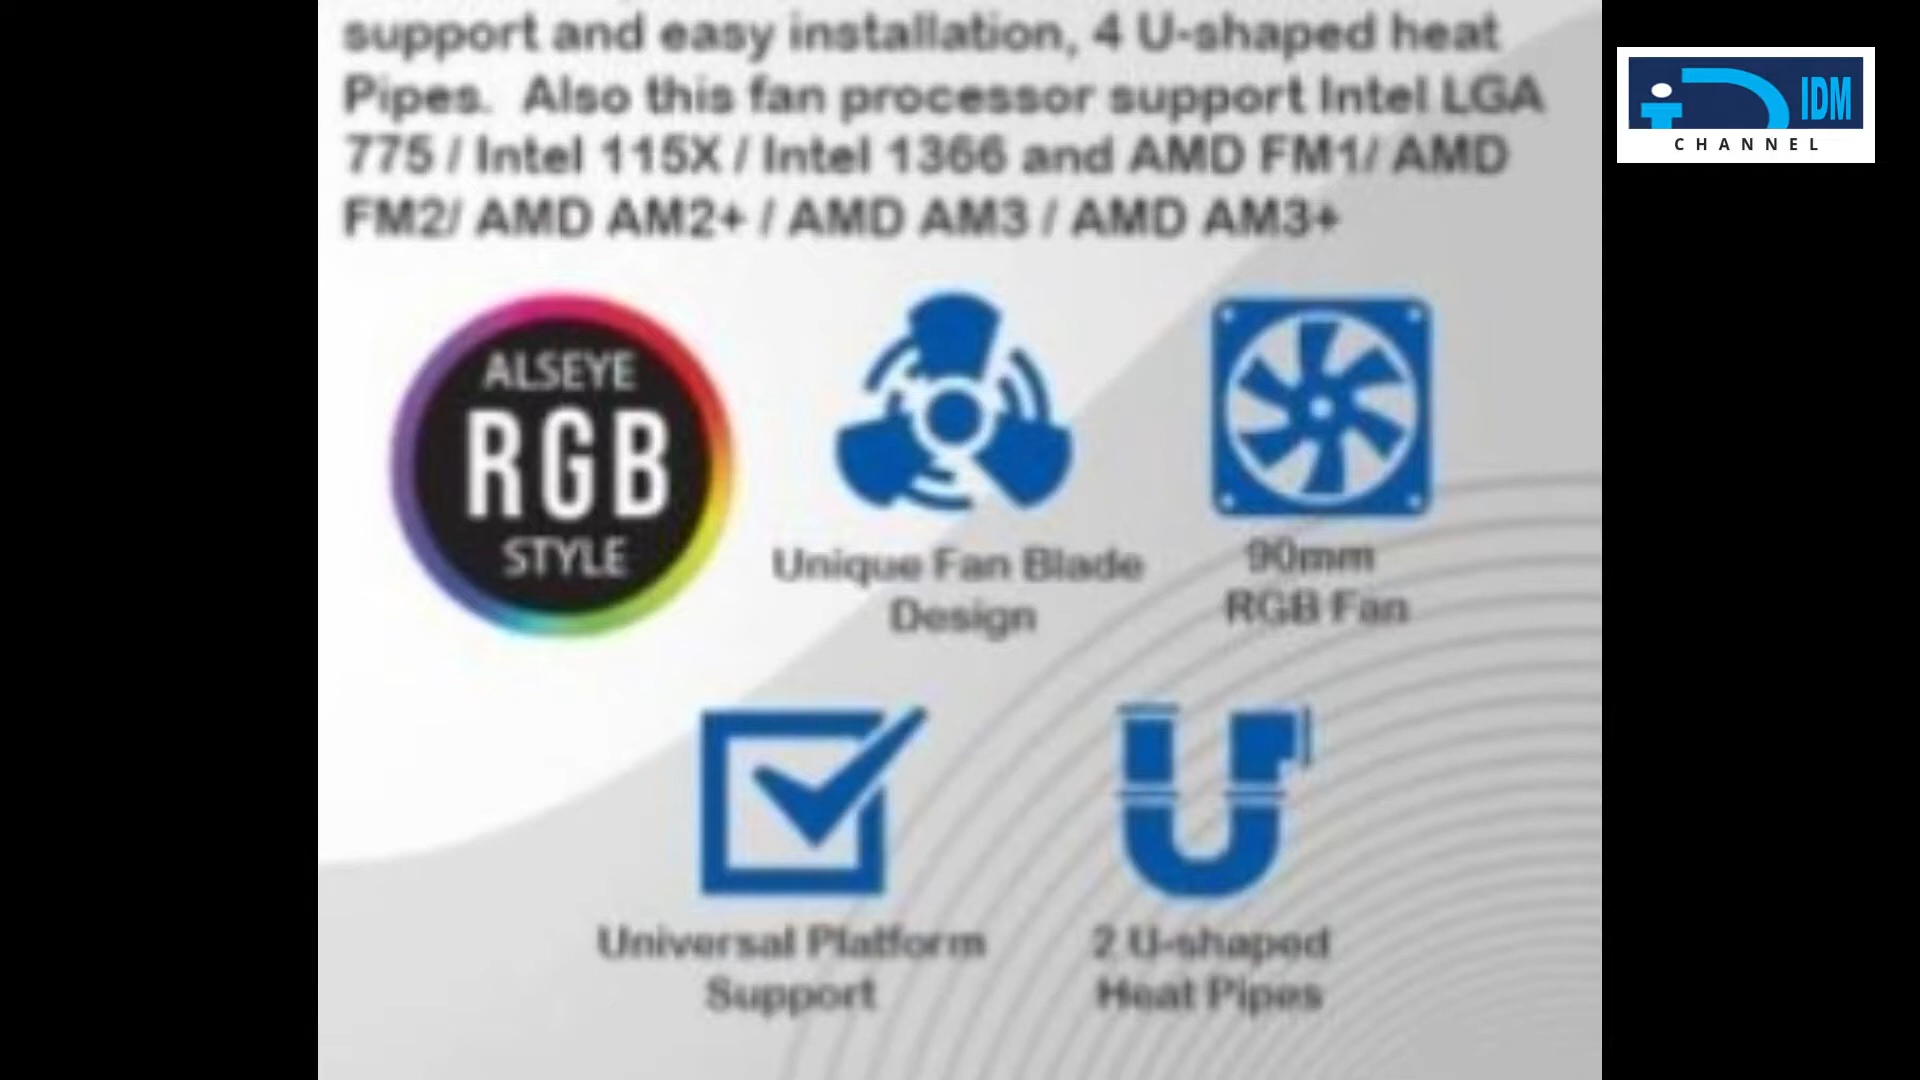 support and easy installation, 4 U-shaped heat
Pipes. Also this fan processor support Intel LGA
775 / Intel 115X / Intel 1366 and AMD FM1/ AMD
FM2/ AMD AM2+ / AMD AM3 / AMD AM3+
ALSEYE
RGB
STYLE
Unique Fan Blade
Design
90mm
RGB Fan
Universal Platform
Support
2 U-shaped
Heat Pipes
IDM
CHANNEL